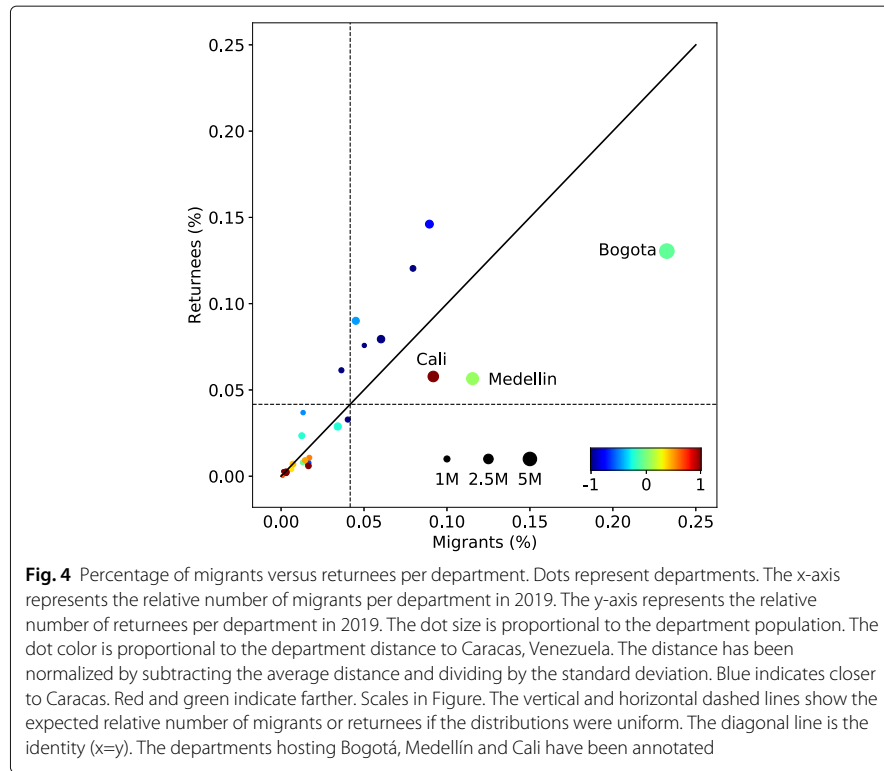 0.25
0.20
0.15
0.10
0.05
0.00
Returnees (%)
Bogota
Cali
Medellin
1M 2.5M 5M
-1 0 1
0.00 0.05 0.10 0.15 0.20 0.25
Migrants (%)
Fig. 4 Percentage of migrants versus returnees per department. Dots represent departments. The x-axis
represents the relative number of migrants per department in 2019. The y-axis represents the relative
number of returnees per department in 2019. The dot size is proportional to the department population. The
dot color is proportional to the department distance to Caracas, Venezuela. The distance has been
normalized by subtracting the average distance and dividing by the standard deviation. Blue indicates closer
to Caracas. Red and green indicate farther. Scales in Figure. The vertical and horizontal dashed lines show the
expected relative number of migrants or returnees if the distributions were uniform. The diagonal line is the
identity (x=y). The departments hosting Bogotá, Medellín and Cali have been annotated